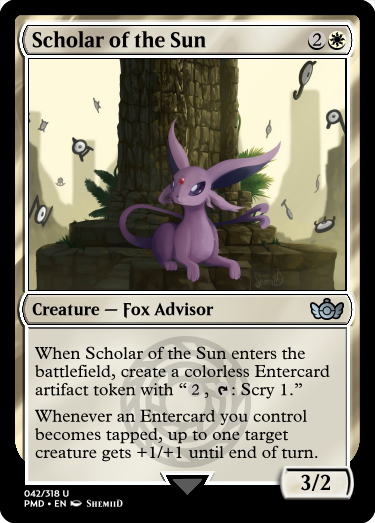 Scholar of the Sun 2
Creature — Fox Advisor
When Scholar of the Sun enters the
battlefield, create a colorless Entercard
artifact token with “2, : Scry 1.”
Whenever an Entercard you control
becomes tapped, up to one target
creature gets +1/+1 until end of turn.
3/2
042/318 U
PMD • EN ShemiiD